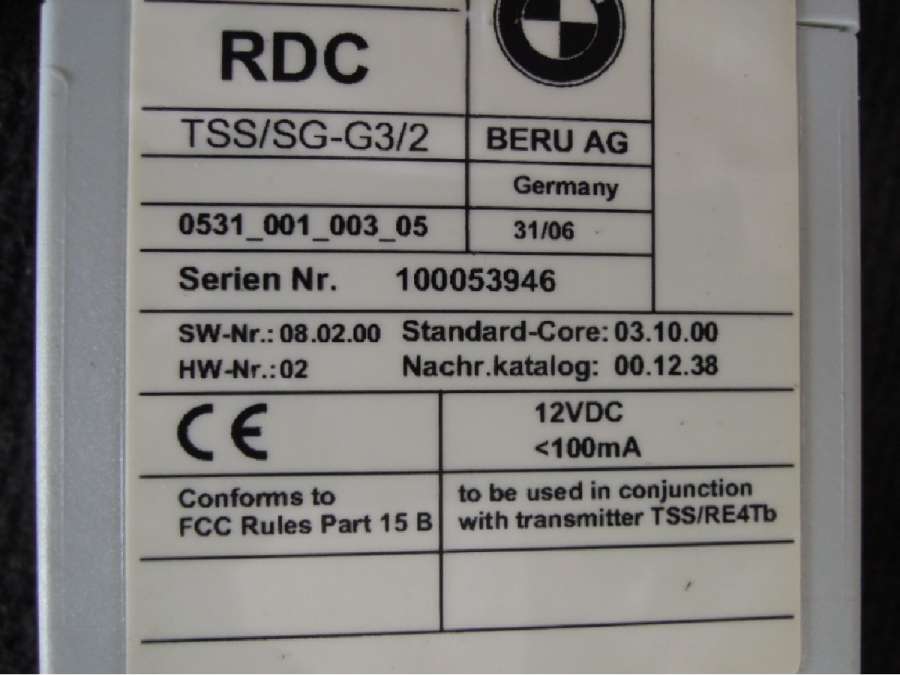 RDC
TSS/SG-G3/2
BERU AG
Germany
0531_001_003_05
31/06
Serien Nr. 100053946
SW-Nr.: 08.02.00 Standard-Core: 03.10.00
HW-Nr.: 02 Nachr.katalog: 00.12.38
CE
12VDC
<100mA
Conforms to
FCC Rules Part 15 B
to be used in conjunction
with transmitter TSS/RE4Tb